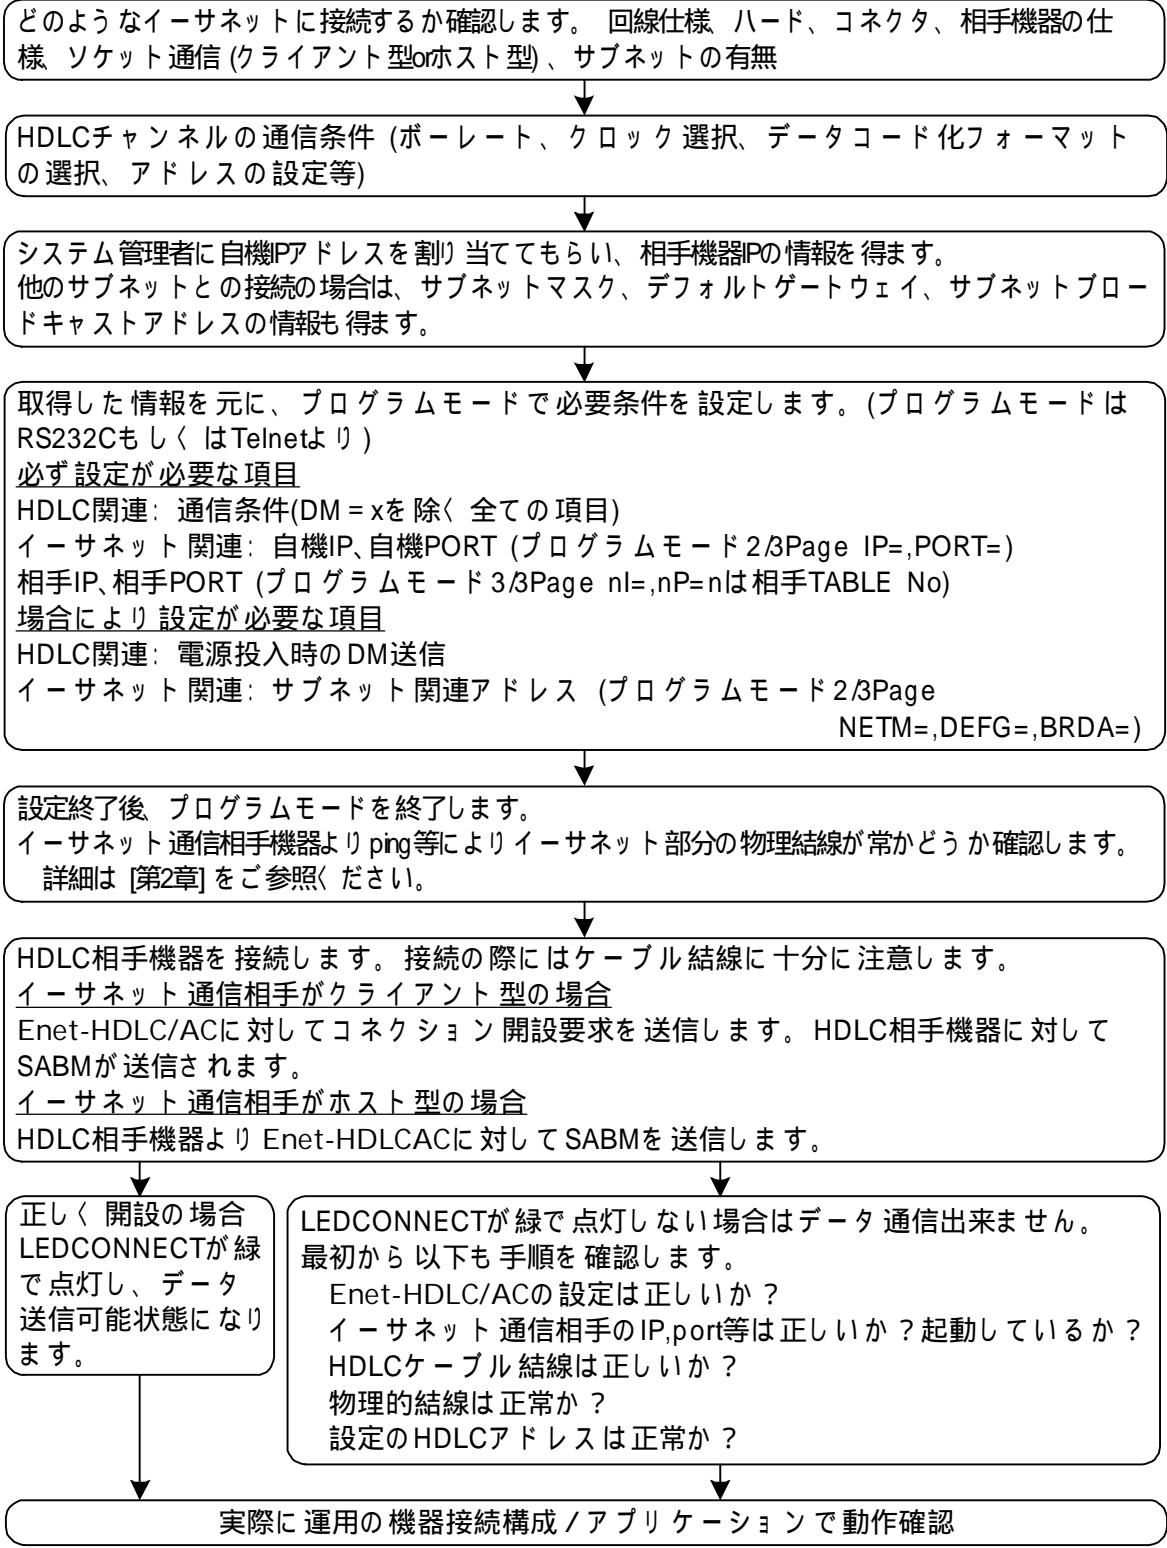 どのようなイーサネットに接続するか確認します。 回線仕様、ハード、コネクタ、相手機器の仕
様、ソケット通信 (クライアント型orホスト型) 、サブネットの有無
HDLCチャンネルの通信条件 (ボーレート、クロック選択、データコード化フォーマット
の選択、アドレスの設定等)
システム管理者に自機IPアドレスを割り当ててもらい、相手機器IPの情報を得ます。
他のサブネットとの接続の場合は、サブネットマスク、デフォルトゲートウェイ、サブネットブロー
ドキャストアドレスの情報も得ます。
取得した情報を元に、プログラムモードで必要条件を設定します。(プログラムモードは
RS232CもしくはTelnetより)
必ず設定が必要な項目
HDLC関連: 通信条件(DM=xを除く全ての項目)
イーサネット関連: 自機IP、自機PORT (プログラムモード2/3Page IP=,PORT=)
相手IP、相手PORT (プログラムモード3/3Page nI=,nP=nは相手TABLE No)
場合により設定が必要な項目
HDLC関連: 電源投入時のDM送信
イーサネット関連: サブネット関連アドレス (プログラムモード2/3Page
NETM=,DEFG=,BRDA=)
設定終了後、プログラムモードを終了します。
イーサネット通信相手機器よりping等によりイーサネット部分の物理結線が常かどうか確認します。
詳細は [第2章] をご参照ください。
HDLC相手機器を接続します。接続の際にはケーブル結線に十分に注意します。
イーサネット通信相手がクライアント型の場合
Enet-HDLC/ACに対してコネクション開設要求を送信します。HDLC相手機器に対して
SABMが送信されます。
イーサネット通信相手がホスト型の場合
HDLC相手機器よりEnet-HDLCACに対してSABMを送信します。
正しく開設の場合
LEDCONNECTが緑
で点灯し、データ
送信可能状態になり
ます。
LEDCONNECTが緑で点灯しない場合はデータ通信出来ません。
最初から以下も手順を確認します。
Enet-HDLC/ACの設定は正しいか?
イーサネット通信相手のIP,port等は正しいか?起動しているか?
HDLCケーブル結線は正しいか?
物理的結線は正常か?
設定のHDLCアドレスは正常か?
実際に運用の機器接続構成/アプリケーションで動作確認